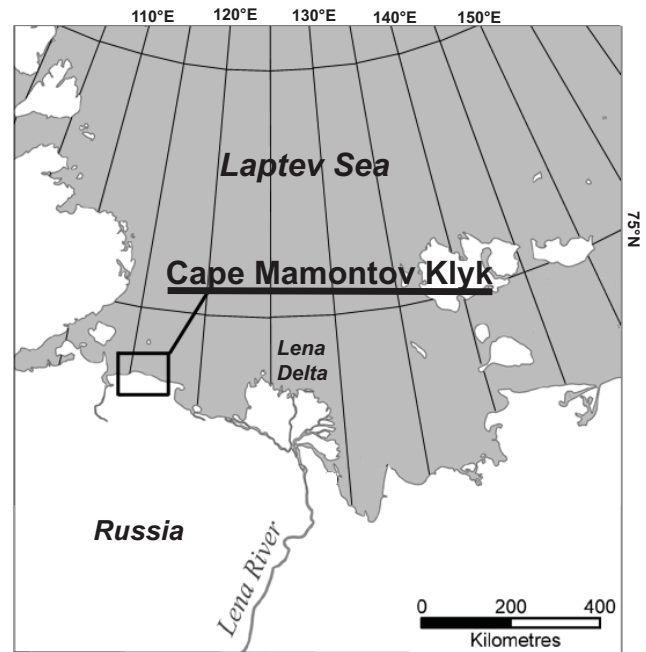 110°E 120°E 130°E 140°E 150°E
Laptev Sea
75°N
Cape Mamontov Klyk
Lena
Delta
Russia
Lena River
0 200 400
Kilometres